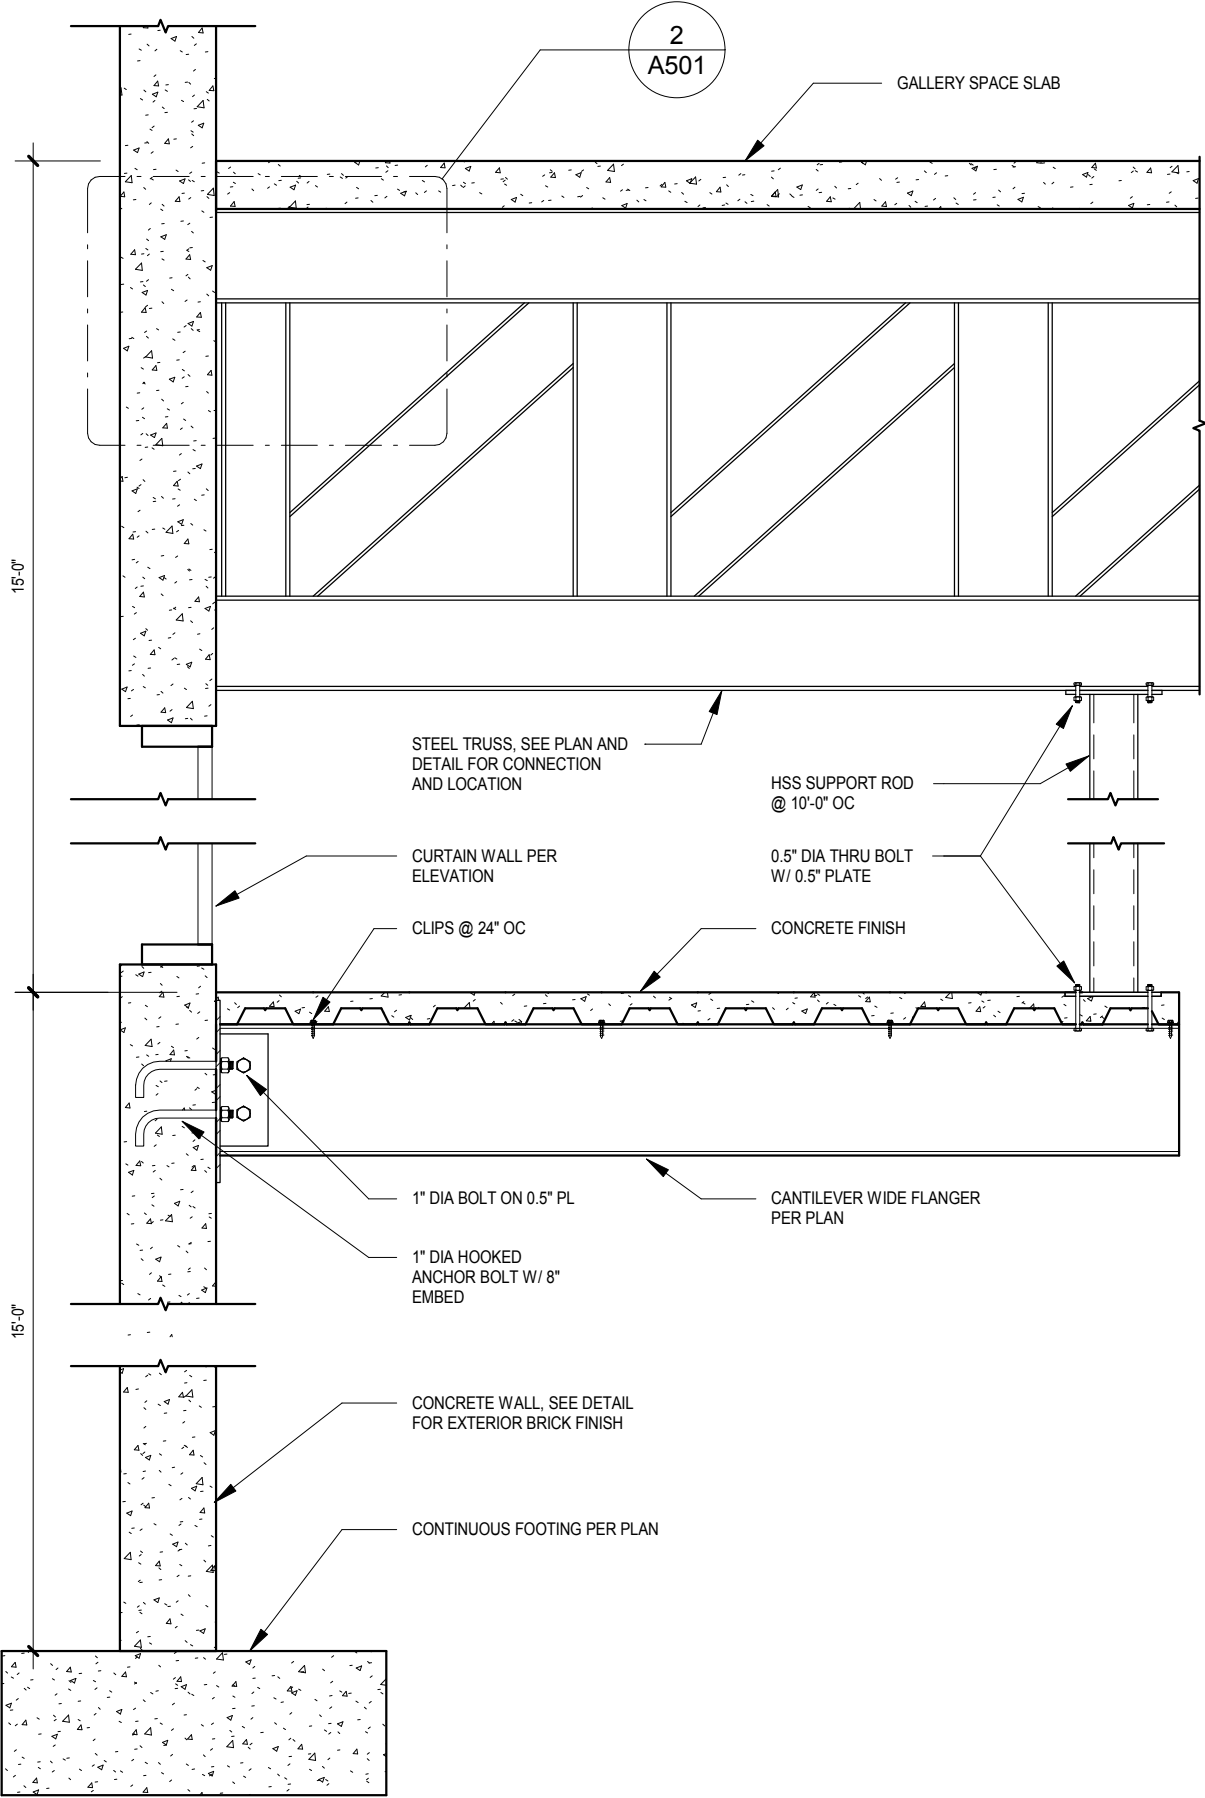 2
A501
GALLERY SPACE SLAB
15'-0"
STEEL TRUSS, SEE PLAN AND
DETAIL FOR CONNECTION
AND LOCATION
HSS SUPPORT ROD
@ 10'-0" OC
CURTAIN WALL PER
ELEVATION
0.5" DIA THRU BOLT
W/ 0.5" PLATE
CLIPS @ 24" OC
CONCRETE FINISH
1" DIA BOLT ON 0.5" PL
CANTILEVER WIDE FLANGER
PER PLAN
1" DIA HOOKED
ANCHOR BOLT W/ 8"
EMBED
15'-0"
CONCRETE WALL, SEE DETAIL
FOR EXTERIOR BRICK FINISH
CONTINUOUS FOOTING PER PLAN